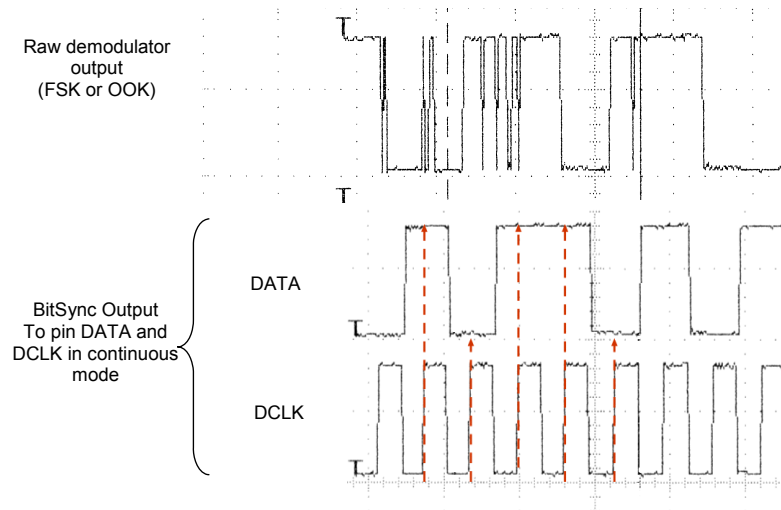 Raw demodulator
output
(FSK or OOK)
DATA
BitSync Output
To pin DATA and
DCLK in continuous
mode
DCLK